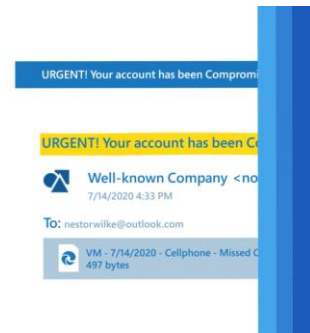 URGENT! Your account has been Compromi
URGENT! Your account has been Co
Well-known Company <no
7/14/2020 4:33 PM
To: nestorwilke@outlook.com
VM - 7/14/2020 - Cellphone - Missed C
497 bytes